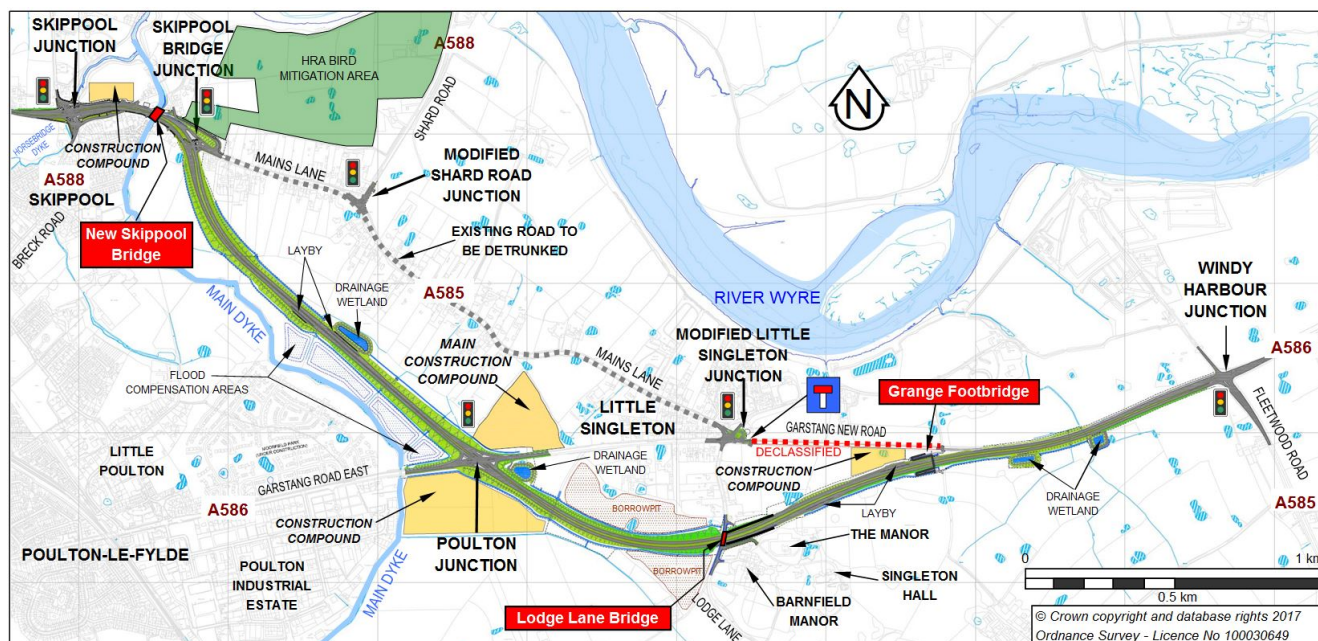 SKIPPOOL
JUNCTION
SKIPPOOL
BRIDGE
JUNCTION
HRA BIRD
MITIGATION AREA
A588
SHARD ROAD
N
HORSEBRIDGE
DYKE
CONSTRUCTION
COMPOUND
A588
SKIPPOOL
BRECK ROAD
New Skippool
Bridge
MAINS LANE
MODIFIED
SHARD ROAD
JUNCTION
EXISTING ROAD TO
BE DETRUNKED
LAYBY
DRAINAGE
WETLAND
A585
MAIN DYKE
RIVER WYRE
WINDY
HARBOUR
JUNCTION
A586
FLEETWOOD ROAD
MAIN
CONSTRUCTION
COMPOUND
MAINS LANE
MODIFIED LITTLE
SINGLETON
JUNCTION
FLOOD
COMPENSATION AREAS
LITTLE
SINGLETON
Grange Footbridge
GARSTANG NEW ROAD
DECLASSIFIED
LITTLE
POULTON
GARSTANG ROAD EAST
DRAINAGE
WETLAND
CONSTRUCTION
COMPOUND
LAYBY
DRAINAGE
WETLAND
A585
A586
CONSTRUCTION
COMPOUND
BORROWPIT
POULTON-LE-FYLDE
POULTON
INDUSTRIAL
ESTATE
MAIN DYKE
POULTON
JUNCTION
BORROWPIT
THE MANOR
SINGLETON
HALL
BARNFIELD
MANOR
LODGE LANE
Lodge Lane Bridge
0
1 km
0.5 km
© Crown copyright and database rights 2017
Ordnance Survey - Licence No 100030649